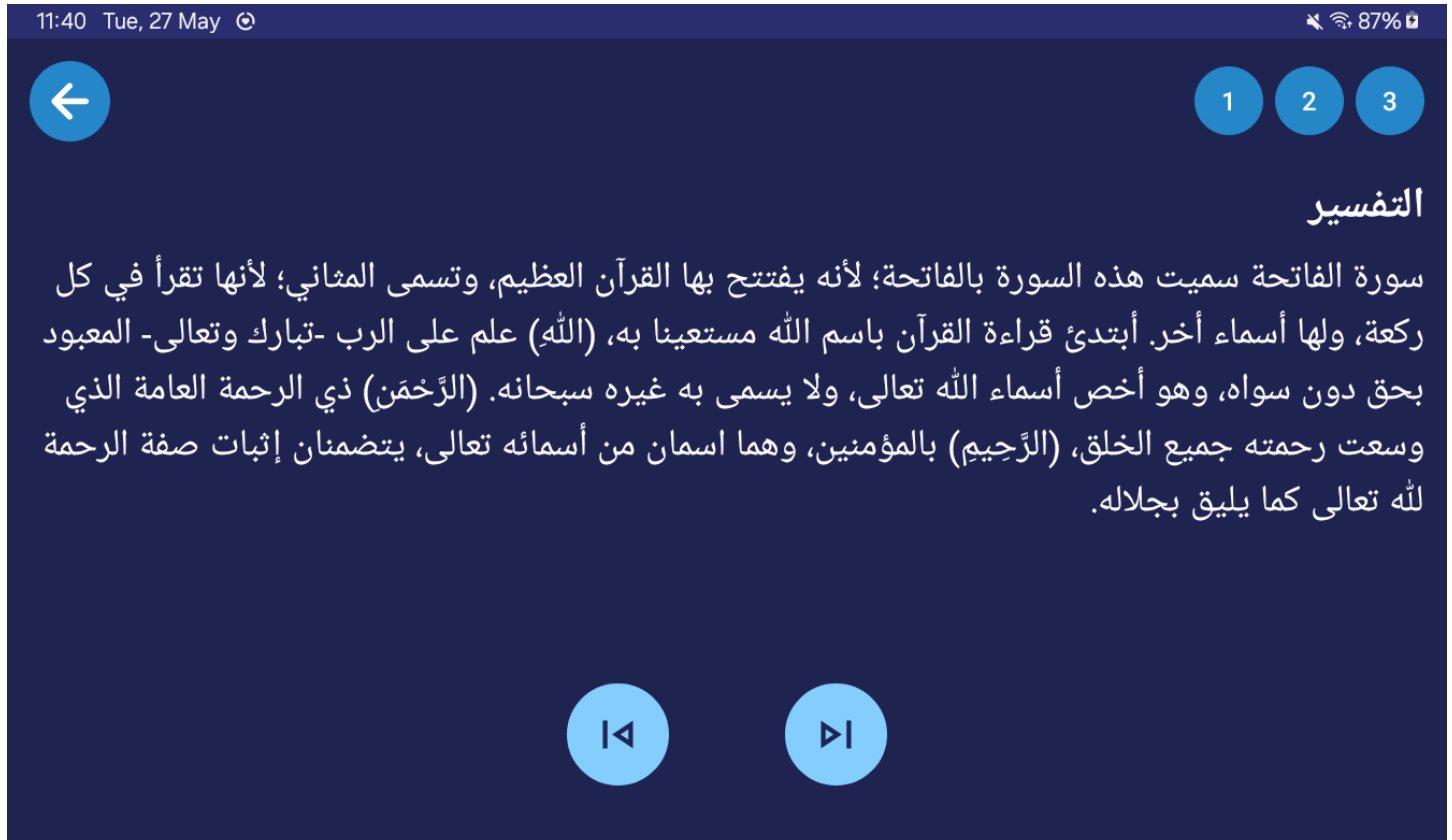 11:40 Tue, 27 May
87%
1 2 3
التفسير
سورة الفاتحة سميت هذه السورة بالفاتحة؛ لأنه يفتتح بها القرآن العظيم، وتسمى المثاني؛ لأنها تقرأ في كل
ركعة، ولها أسماء أخر. أبتدئ قراءة القرآن باسم الله مستعينا به، (اللهِ) علم على الرب -تبارك وتعالى- المعبود
بحق دون سواه، وهو أخص أسماء الله تعالى، ولا يسمى به غيره سبحانه. (الرَّحْمَنِ) ذي الرحمة العامة الذي
وسعت رحمته جميع الخلق، (الرَّحِيمِ) بالمؤمنين، وهما اسمان من أسمائه تعالى، يتضمنان إثبات صفة الرحمة
لله تعالى كما يليق بجلاله.